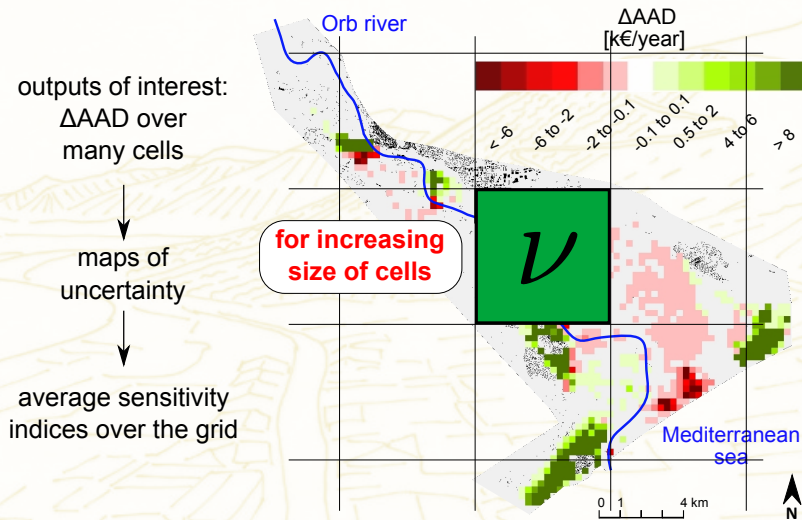 Orb river
ΔAAD
[k€/year]
< -6
-6 to -2
-2 to -0.1
-0.1 to 0.1
0.5 to 2
4 to 6
> 8
outputs of interest:
ΔAAD over
many cells
maps of
uncertainty
average sensitivity
indices over the grid
for increasing
size of cells
ν
Mediterranean
sea
0 1 4 km
N